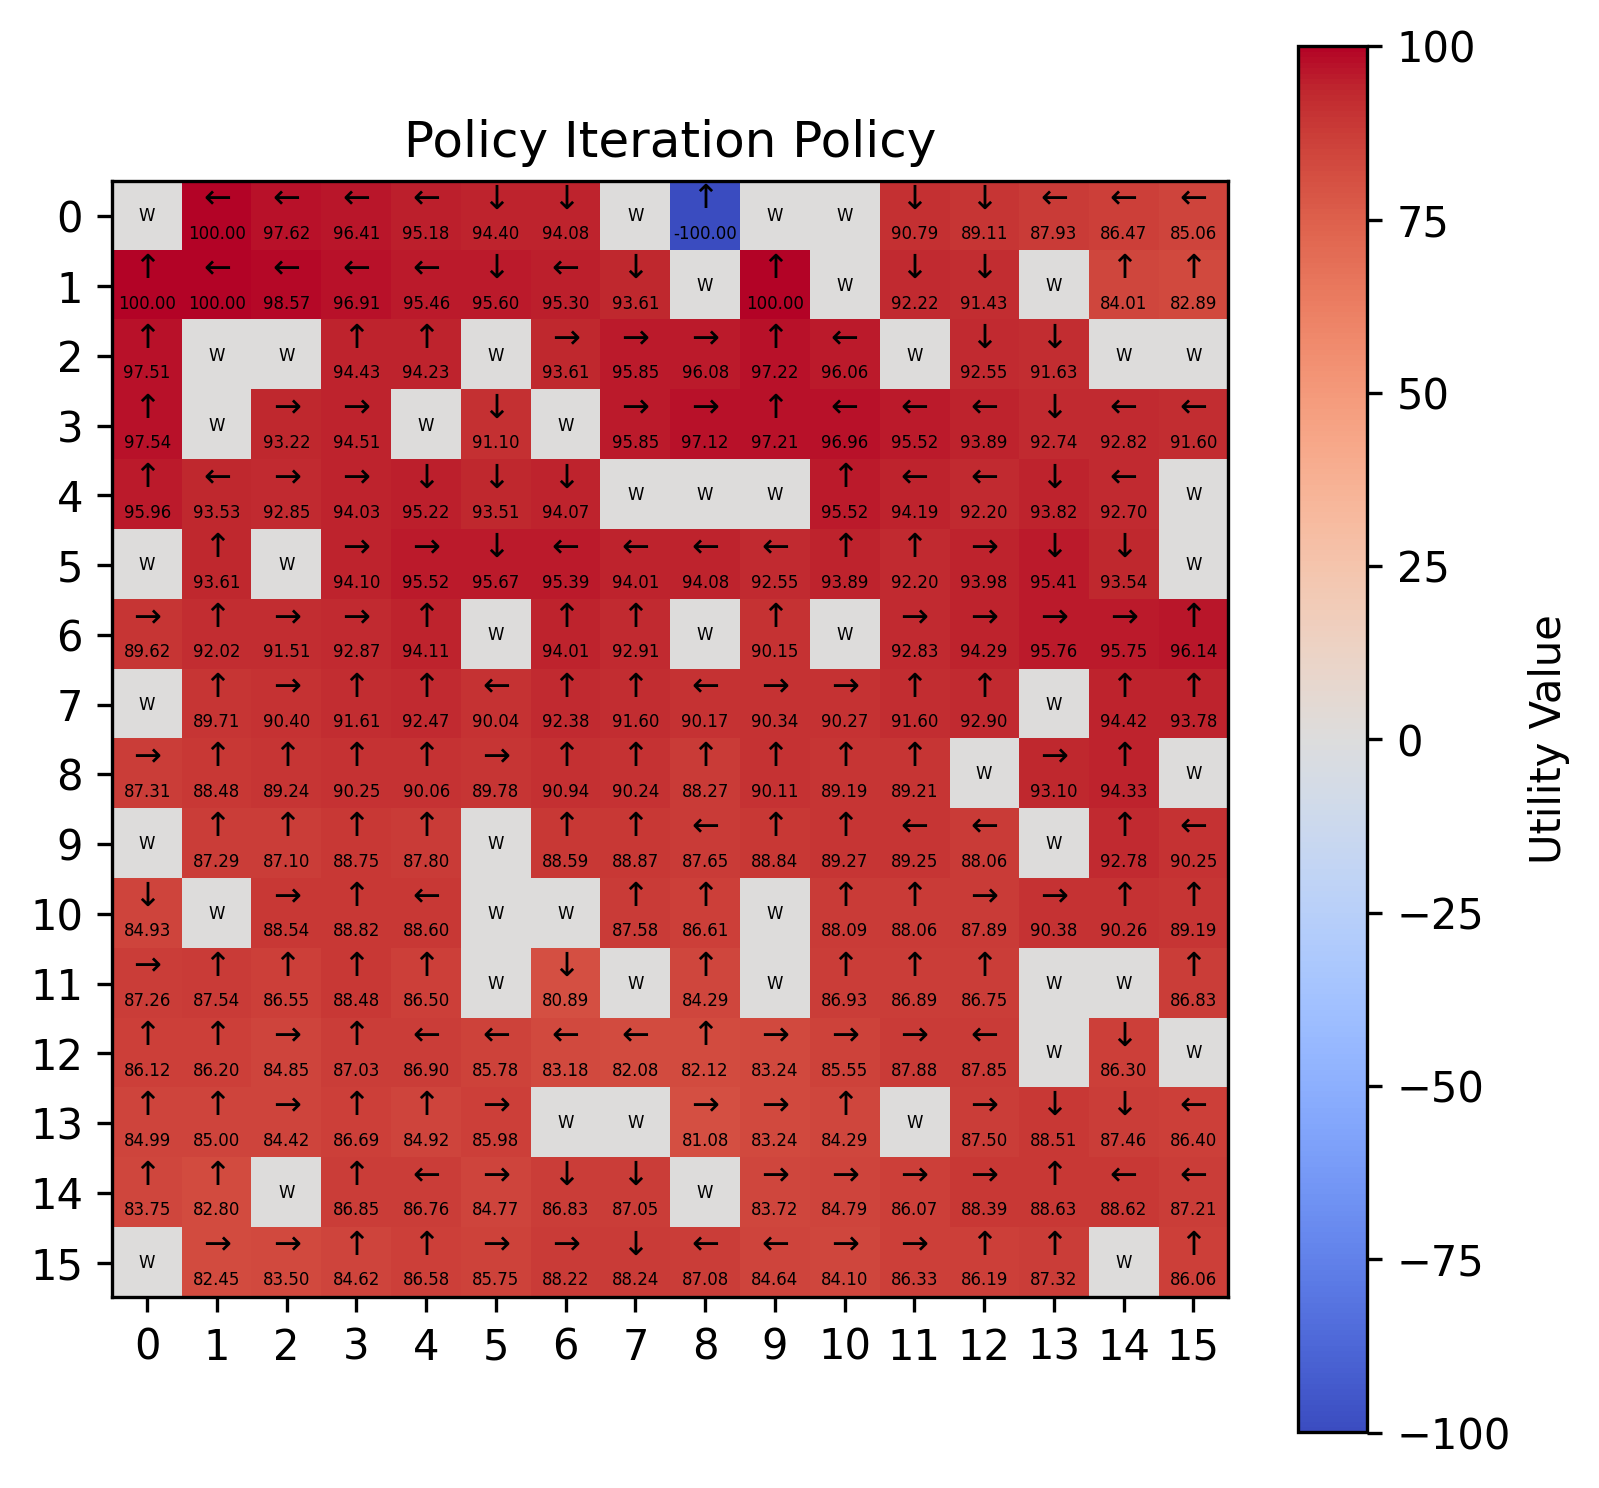 Policy Iteration Policy
0 W ← ← ← ← ↓ ↓ W ↑ W W ↓ ↓ ← ← ←
100.00 97.62 96.41 95.18 94.40 94.08 -100.00 90.79 89.11 87.93 86.47 85.06
1 ↑ ← ← ← ← ↓ ← ↓ W ↑ W ↓ ↓ W ↑ ↑
100.00 100.00 98.57 96.91 95.46 95.60 95.30 93.61 100.00 92.22 91.43 84.01 82.89
2 ↑ W W ↑ ↑ W → → → ↑ ← W ↓ ↓ W W
97.51 94.43 94.23 93.61 95.85 96.08 97.22 96.06 92.55 91.63
3 ↑ W → → W ↓ W → → ↑ ← ← ← ↓ ← ←
97.54 93.22 94.51 91.10 95.85 97.12 97.21 96.96 95.52 93.89 92.74 92.82 91.60
4 ↑ ← → → ↓ ↓ ↓ W W W ↑ ← ← ↓ ← W
95.96 93.53 92.85 94.03 95.22 93.51 94.07 95.52 94.19 92.20 93.82 92.70
5 W ↑ W → → ↓ ← ← ← ← ↑ ↑ → ↓ ↓ W
93.61 94.10 95.52 95.67 95.39 94.01 94.08 92.55 93.89 92.20 93.98 95.41 93.54
6 → ↑ → → ↑ W ↑ ↑ W ↑ W → → → → ↑
89.62 92.02 91.51 92.87 94.11 94.01 92.91 90.15 92.83 94.29 95.76 95.75 96.14
7 W ↑ → ↑ ↑ ← ↑ ↑ ← → → ↑ ↑ W ↑ ↑
89.71 90.40 91.61 92.47 90.04 92.38 91.60 90.17 90.34 90.27 91.60 92.90 94.42 93.78
8 → ↑ ↑ ↑ ↑ → ↑ ↑ ↑ ↑ ↑ ↑ W → ↑ W
87.31 88.48 89.24 90.25 90.06 89.78 90.94 90.24 88.27 90.11 89.19 89.21 93.10 94.33
9 W ↑ ↑ ↑ ↑ W ↑ ↑ ← ↑ ↑ ← ← W ↑ ←
87.29 87.10 88.75 87.80 88.59 88.87 87.65 88.84 89.27 89.25 88.06 92.78 90.25
10 ↓ W → ↑ ← W W ↑ ↑ W ↑ ↑ → → ↑ ↑
84.93 88.54 88.82 88.60 87.58 86.61 88.09 88.06 87.89 90.38 90.26 89.19
11 → ↑ ↑ ↑ ↑ W ↓ W ↑ W ↑ ↑ ↑ W W ↑
87.26 87.54 86.55 88.48 86.50 80.89 84.29 86.93 86.89 86.75 86.83
12 ↑ ↑ → ↑ ← ← ← ← ↑ → → → ← W ↓ W
86.12 86.20 84.85 87.03 86.90 85.78 83.18 82.08 82.12 83.24 85.55 87.88 87.85 86.30
13 ↑ ↑ → ↑ ↑ → W W → → ↑ W → ↓ ↓ ←
84.99 85.00 84.42 86.69 84.92 85.98 81.08 83.24 84.29 87.50 88.51 87.46 86.40
14 ↑ ↑ W ↑ ← → ↓ ↓ W → → → → ↑ ← ←
83.75 82.80 86.85 86.76 84.77 86.83 87.05 83.72 84.79 86.07 88.39 88.63 88.62 87.21
15 W → → ↑ ↑ → → ↓ ← ← → → ↑ ↑ W ↑
82.45 83.50 84.62 86.58 85.75 88.22 88.24 87.08 84.64 84.10 86.33 86.19 87.32 86.06
0 1 2 3 4 5 6 7 8 9 10 11 12 13 14 15
100
75
50
25
0
−25
−50
−75
−100
Utility Value